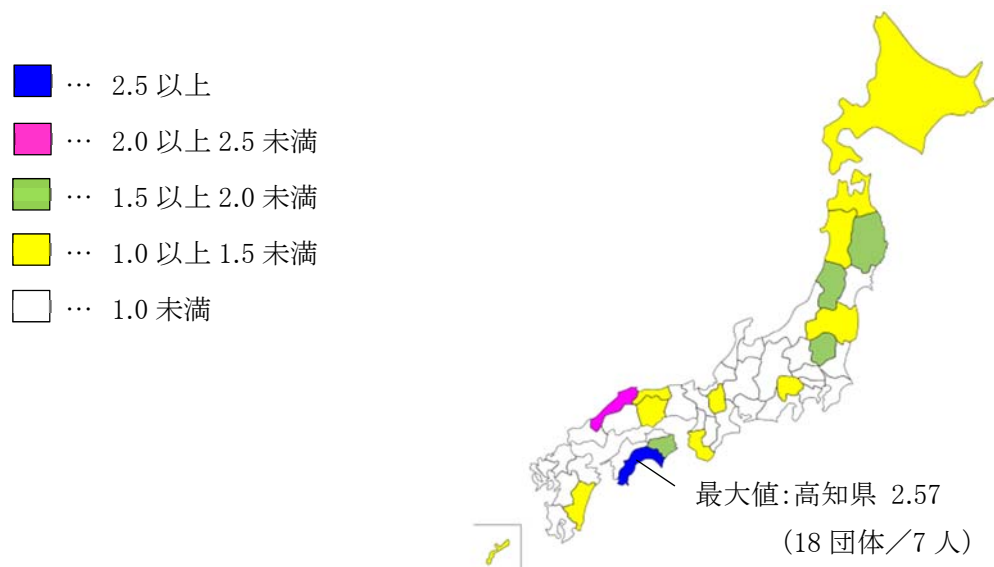 … 2.5 以上
… 2.0 以上 2.5 未満
… 1.5 以上 2.0 未満
… 1.0 以上 1.5 未満
… 1.0 未満
最大値:高知県 2.57
(18 団体/7 人)